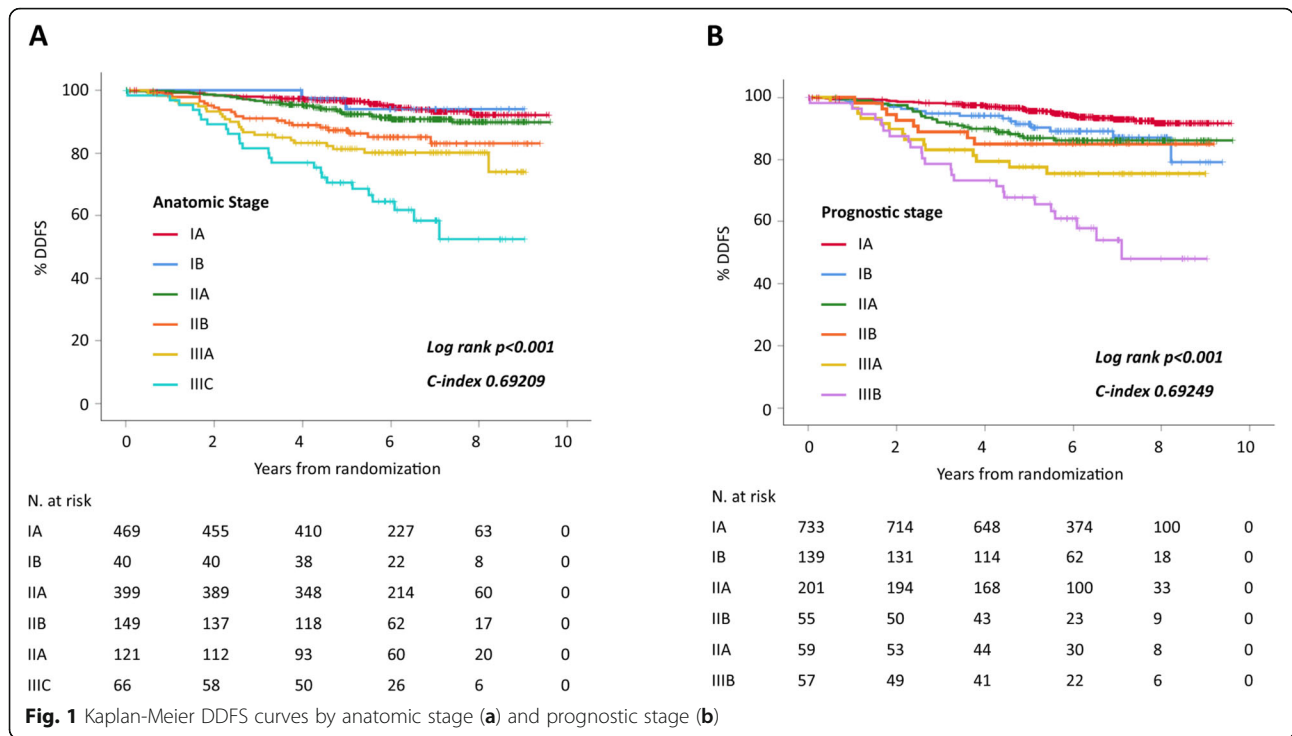 A
100
80
60
40
20
0
% DDFS
Anatomic Stage
IA
IB
IIA
IIB
IIIA
IIIC
Log rank p<0.001
C-index 0.69209
0 2 4 6 8 10
Years from randomization
N. at risk
IA 469 455 410 227 63 0
IB 40 40 38 22 8 0
IIA 399 389 348 214 60 0
IIB 149 137 118 62 17 0
IIA 121 112 93 60 20 0
IIIC 66 58 50 26 6 0
B
100
80
60
40
20
0
% DDFS
Prognostic stage
IA
IB
IIA
IIB
IIIA
IIIB
Log rank p<0.001
C-index 0.69249
0 2 4 6 8 10
Years from randomization
N. at risk
IA 733 714 648 374 100 0
IB 139 131 114 62 18 0
IIA 201 194 168 100 33 0
IIB 55 50 43 23 9 0
IIA 59 53 44 30 8 0
IIIB 57 49 41 22 6 0
Fig. 1 Kaplan-Meier DDFS curves by anatomic stage (a) and prognostic stage (b)